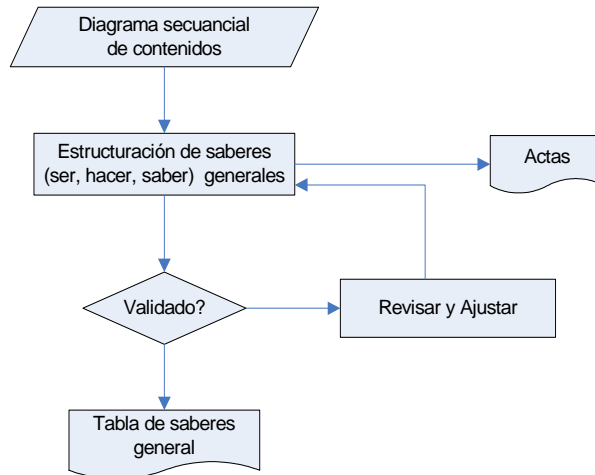 Diagrama secuancial
de contenidos
Estructuración de saberes
(ser, hacer, saber) generales
Actas
Validado?
Revisar y Ajustar
Tabla de saberes
general